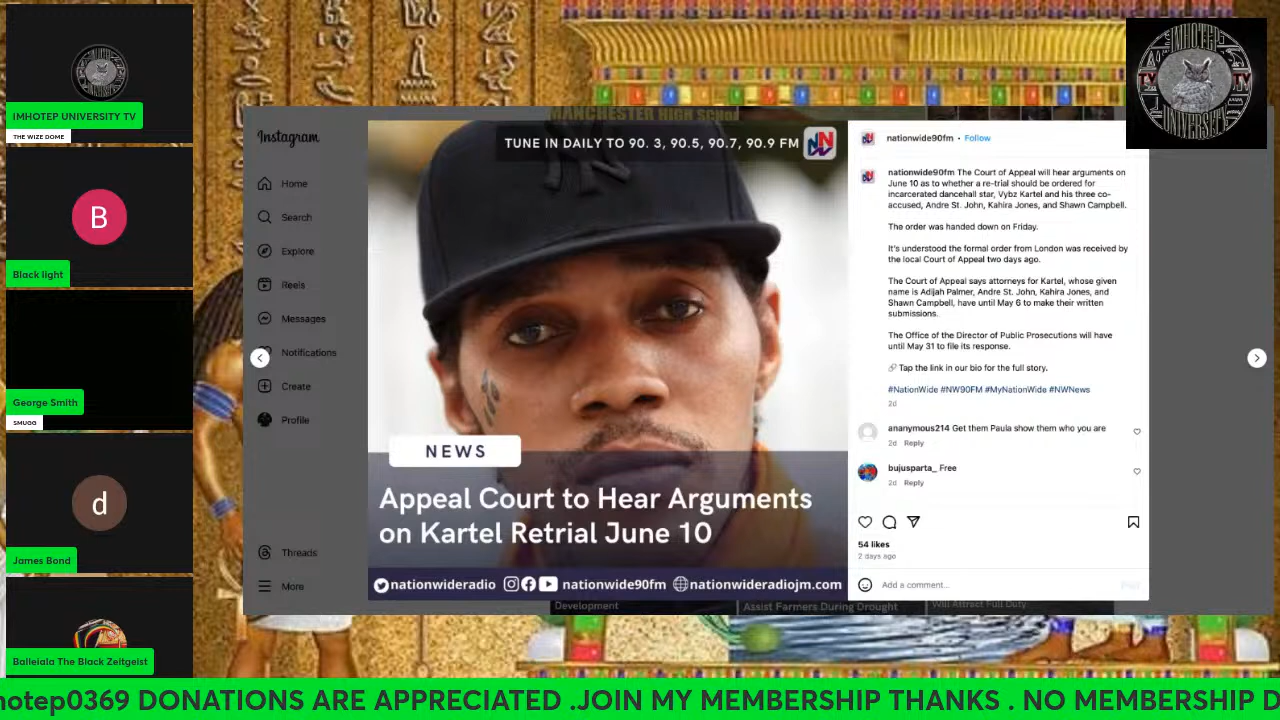 IMHOTEP UNIVERSITY TV
THE WIZE DOME
B
Black light
George Smith
SMUGG
d
James Bond
Balleiala The Black Zeitgeist
MANCHESTER HIGH SCHOOL
Instagram
Home
Search
Explore
Reels
Messages
Notifications
Create
Profile
Threads
More
TUNE IN DAILY TO 90. 3, 90.5, 90.7, 90.9 FM
NEWS
Appeal Court to Hear Arguments
on Kartel Retrial June 10
nationwideradio nationwide90fm nationwideradiojm.com
Development
Assist Farmers During Drought
Will Attract Full Duty
nationwide90fm • Follow
nationwide90fm The Court of Appeal will hear arguments on
June 10 as to whether a re-trial should be ordered for
incarcerated dancehall star, Vybz Kartel and his three co-
accused, Andre St. John, Kahira Jones, and Shawn Campbell.
The order was handed down on Friday.
It's understood the formal order from London was received by
the local Court of Appeal two days ago.
The Court of Appeal says attorneys for Kartel, whose given
name is Adijah Palmer, Andre St. John, Kahira Jones, and
Shawn Campbell, have until May 6 to make their written
submissions.
The Office of the Director of Public Prosecutions will have
until May 31 to file its response.
Tap the link in our bio for the full story.
#NationWide #NW90FM #MyNationWide #NWNews
2d
ananymous214 Get them Paula show them who you are
2d Reply
bujusparta_ Free
2d Reply
54 likes
2 days ago
Add a comment...
Post
IMHOTEP
TV TV
UNIVERSITY
hotep0369 DONATIONS ARE APPRECIATED .JOIN MY MEMBERSHIP THANKS . NO MEMBERSHIP D